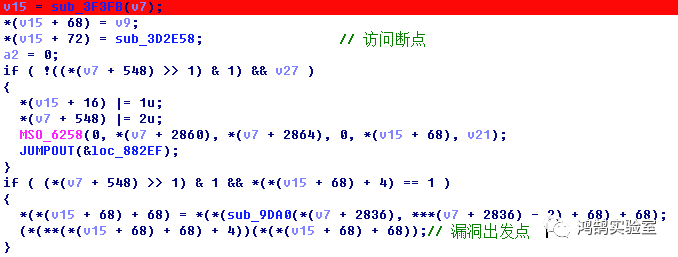 v15 = sub_3F3FB(v7);
*(v15 + 68) = v9;
*(v15 + 72) = sub_3D2E58; // 访问断点
a2 = 0;
if ( !((*(v7 + 548) >> 1) & 1) && v27 )
{
*(v15 + 16) |= 1u;
*(v7 + 548) |= 2u;
MSO_6258(0, *(v7 + 2860), *(v7 + 2864), 0, *(v15 + 68), v21);
JUMPOUT(&loc_882EF);
}
if ( (*(v7 + 548) >> 1) & 1 && *(*(v15 + 68) + 4) == 1 )
{
*(*(v15 + 68) + 68) = *(*(sub_9DA0(*(v7 + 2836), ***(v7 + 2836) - 2) + 68) + 68);
(*(**(*(v15 + 68) + 68) + 4))(*(*(v15 + 68) + 68));// 漏洞出发点
}
鸿鹄实验室